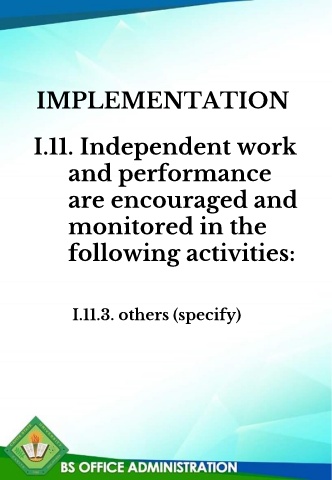 IMPLEMENTATION
I.11. Independent work
and performance
are encouraged and
monitored in the
following activities:
I.11.3. others (specify)
BS OFFICE ADMINISTRATION